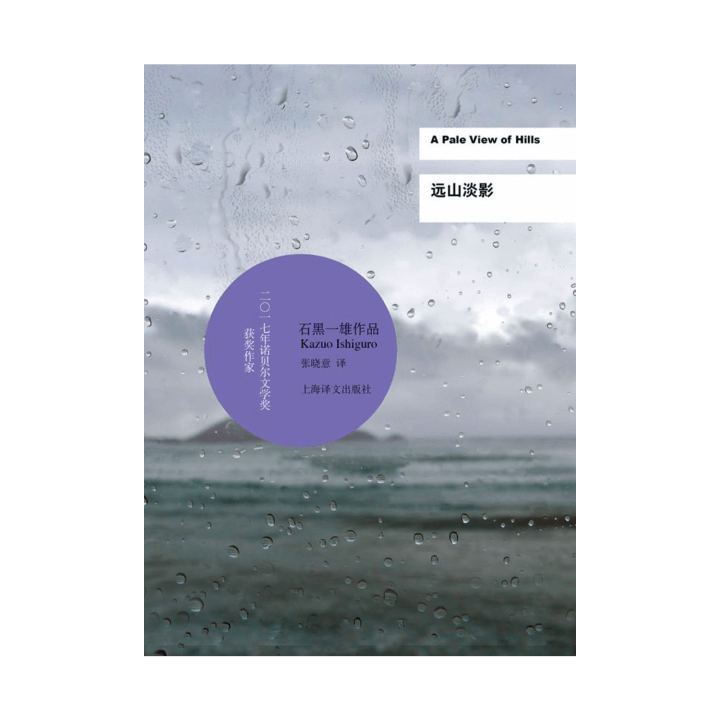 A Pale View of Hills
远山淡影
二〇一七年诺贝尔文学奖
获奖作家
石黑一雄作品
Kazuo Ishiguro
张晓意 译
上海译文出版社